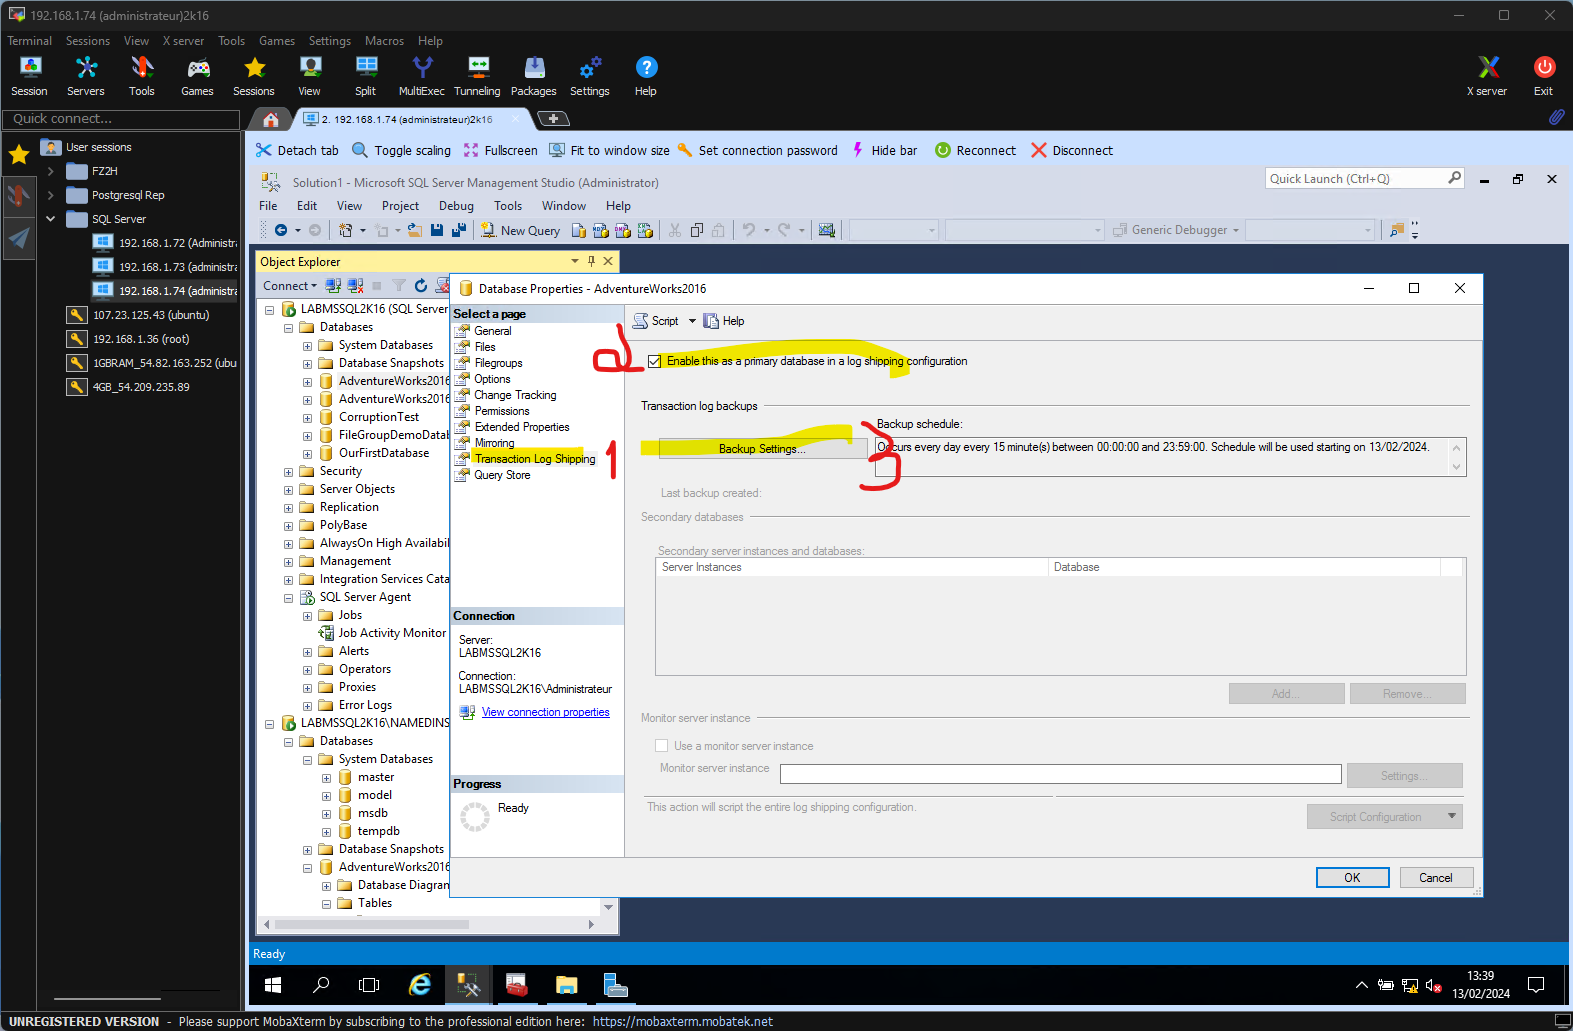 192.168.1.74 (administrateur)2k16
Terminal Sessions View X server Tools Games Settings Macros Help
Session Servers Tools Games Sessions View Split MultiExec Tunneling Packages Settings Help X server Exit
Quick connect...
2. 192.168.1.74 (administrateur)2k16
Detach tab Toggle scaling Fullscreen Fit to window size Set connection password Hide bar Reconnect Disconnect
User sessions
FZ2H
Postgresql Rep
SQL Server
192.168.1.72 (Administra
192.168.1.73 (administra
192.168.1.74 (administra
107.23.125.43 (ubuntu)
192.168.1.36 (root)
1GBRAM_54.82.163.252 (ubu
4GB_54.209.235.89
Solution1 - Microsoft SQL Server Management Studio (Administrator)
Quick Launch (Ctrl+Q)
File Edit View Project Debug Tools Window Help
New Query
Generic Debugger
Object Explorer
Connect
LABMSSQL2K16 (SQL Server
Databases
System Databases
Database Snapshots
AdventureWorks2016
AdventureWorks2016
CorruptionTest
FileGroupDemoDatal
OurFirstDatabase
Security
Server Objects
Replication
PolyBase
AlwaysOn High Availabil
Management
Integration Services Cata
SQL Server Agent
Jobs
Job Activity Monitor
Alerts
Operators
Proxies
Error Logs
LABMSSQL2K16\NAMEDINS
Databases
System Databases
master
model
msdb
tempdb
Database Snapshots
AdventureWorks2016
Database Diagran
Tables
Database Properties - AdventureWorks2016
Select a page
General
Files
Filegroups
Options
Change Tracking
Permissions
Extended Properties
Mirroring
Transaction Log Shipping
Query Store
1
Connection
Server:
LABMSSQL2K16
Connection:
LABMSSQL2K16\Administrateur
View connection properties
Progress
Ready
Script Help
2
Enable this as a primary database in a log shipping configuration
Transaction log backups
Backup Settings...
3
Backup schedule:
Occurs every day every 15 minute(s) between 00:00:00 and 23:59:00. Schedule will be used starting on 13/02/2024.
Last backup created:
Secondary databases
Secondary server instances and databases:
Server Instances Database
Add... Remove...
Monitor server instance
Use a monitor server instance
Monitor server instance
Settings...
This action will script the entire log shipping configuration.
Script Configuration
OK Cancel
Ready
13:39
13/02/2024
UNREGISTERED VERSION - Please support MobaXterm by subscribing to the professional edition here: https://mobaxterm.mobatek.net